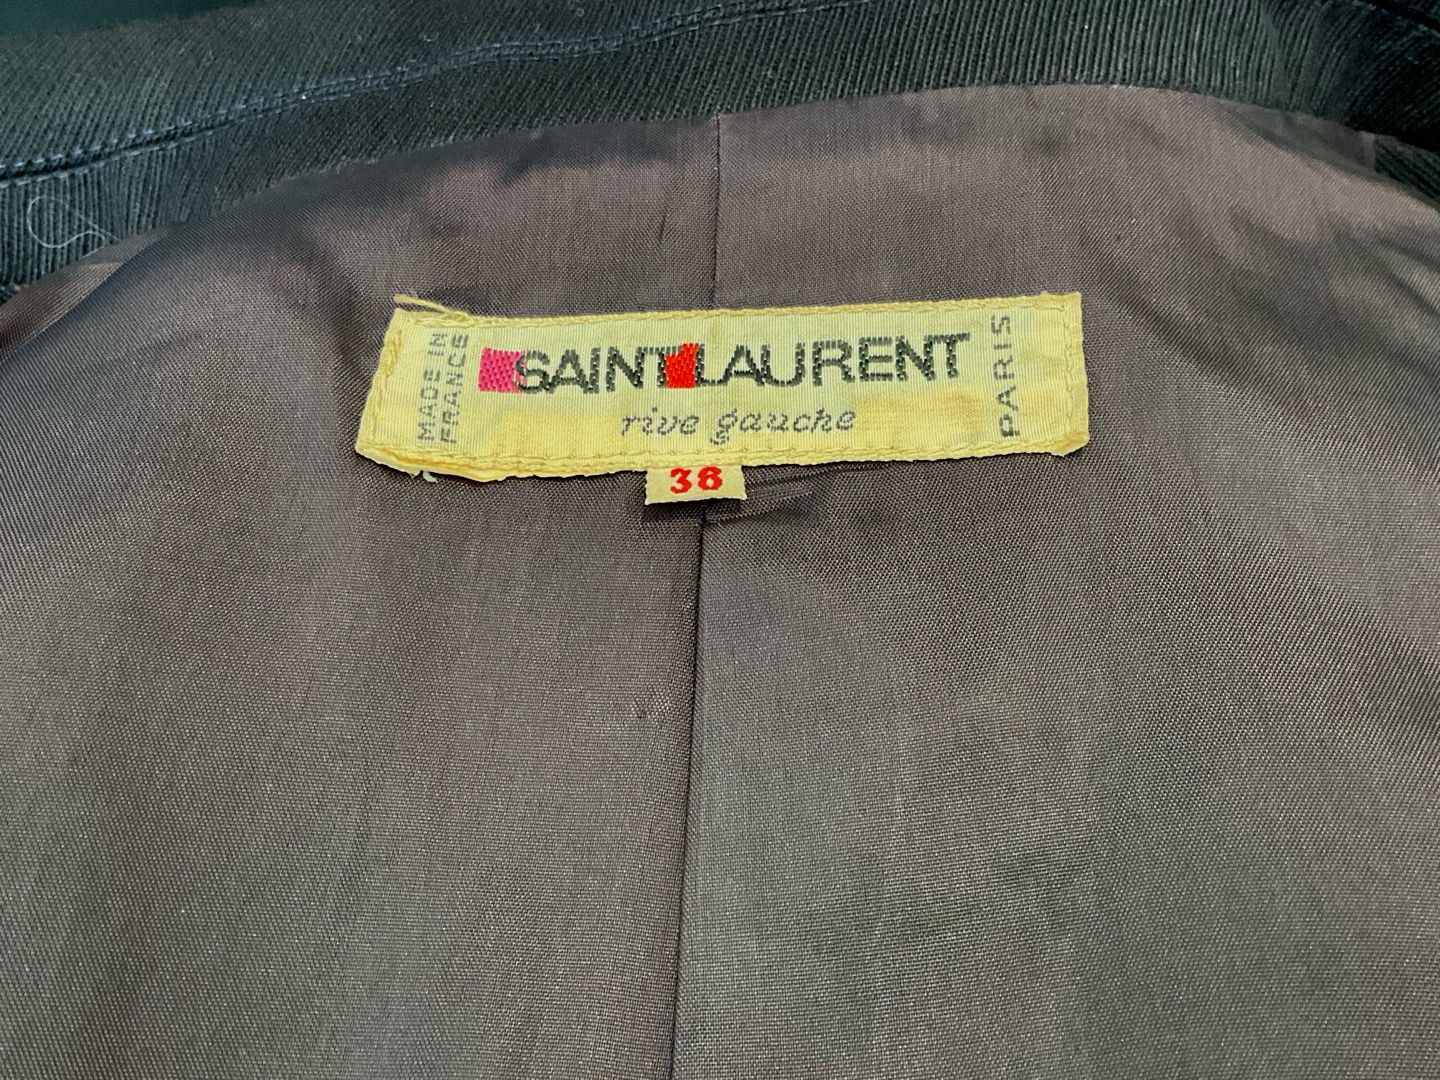 MADE IN
FRANCE
SAINT LAURENT
rive gauche
PARIS
38